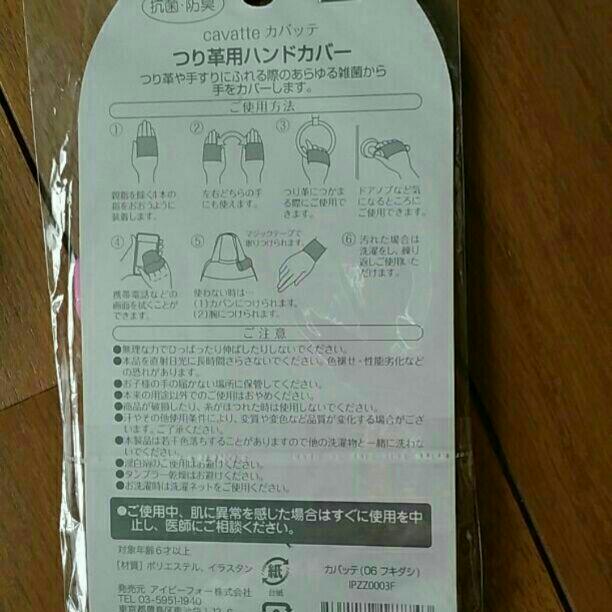 抗菌・防臭
cavatte カバッテ
つり革用ハンドカバー
つり革や手すりにふれる際のあらゆる雑菌から
手をカバーします。
ご使用方法
①
親指を除く4本の
指をおおうように
装着します。
②
左右どちらの手
にも使えます。
③
つり革につかま
る際にご使用で
きます。
ドアノブなど気
になるところに
ご使用できます。
④
携帯電話などの
画面を拭くことが
できます。
⑤
マジックテープで
取りつけられます。
使わない時は…
(1)カバンにつけられます。
(2)腕につけられます。
⑥ 汚れた場合は
洗濯をし、繰り
返しご使用いた
だけます。
ご注意
●無理な力でひっぱったり伸ばしたりしないでください。
●本品を直射日光に長時間さらさないでください。色褪せ・性能劣化など
の恐れがあります。
●お子様の手の届かない場所に保管してください。
●本来の用途以外でのご使用はおやめください。
●商品が破損したり、糸がほつれた時は使用しないでください。
●汗やその他使用条件により、変質や変色など品質が変化する場合がござ
います。ご了承ください。
●本製品は若干色落ちすることがありますので他の洗濯物と一緒に洗わな
いでください。
●漂白剤のご使用はお避けください。
●タンブラー乾燥はお避けください。
●お洗濯時は洗濯ネットをご使用ください。
●ご使用中、肌に異常を感じた場合はすぐに使用を中
止し、医師にご相談ください。
対象年齢6才以上
[材質] ポリエステル、イラスタン
発売元 アイビーフォー株式会社
TEL 03-5951-1940
紙
台紙
カバッテ(06 フキダシ)
IPZZ0003F